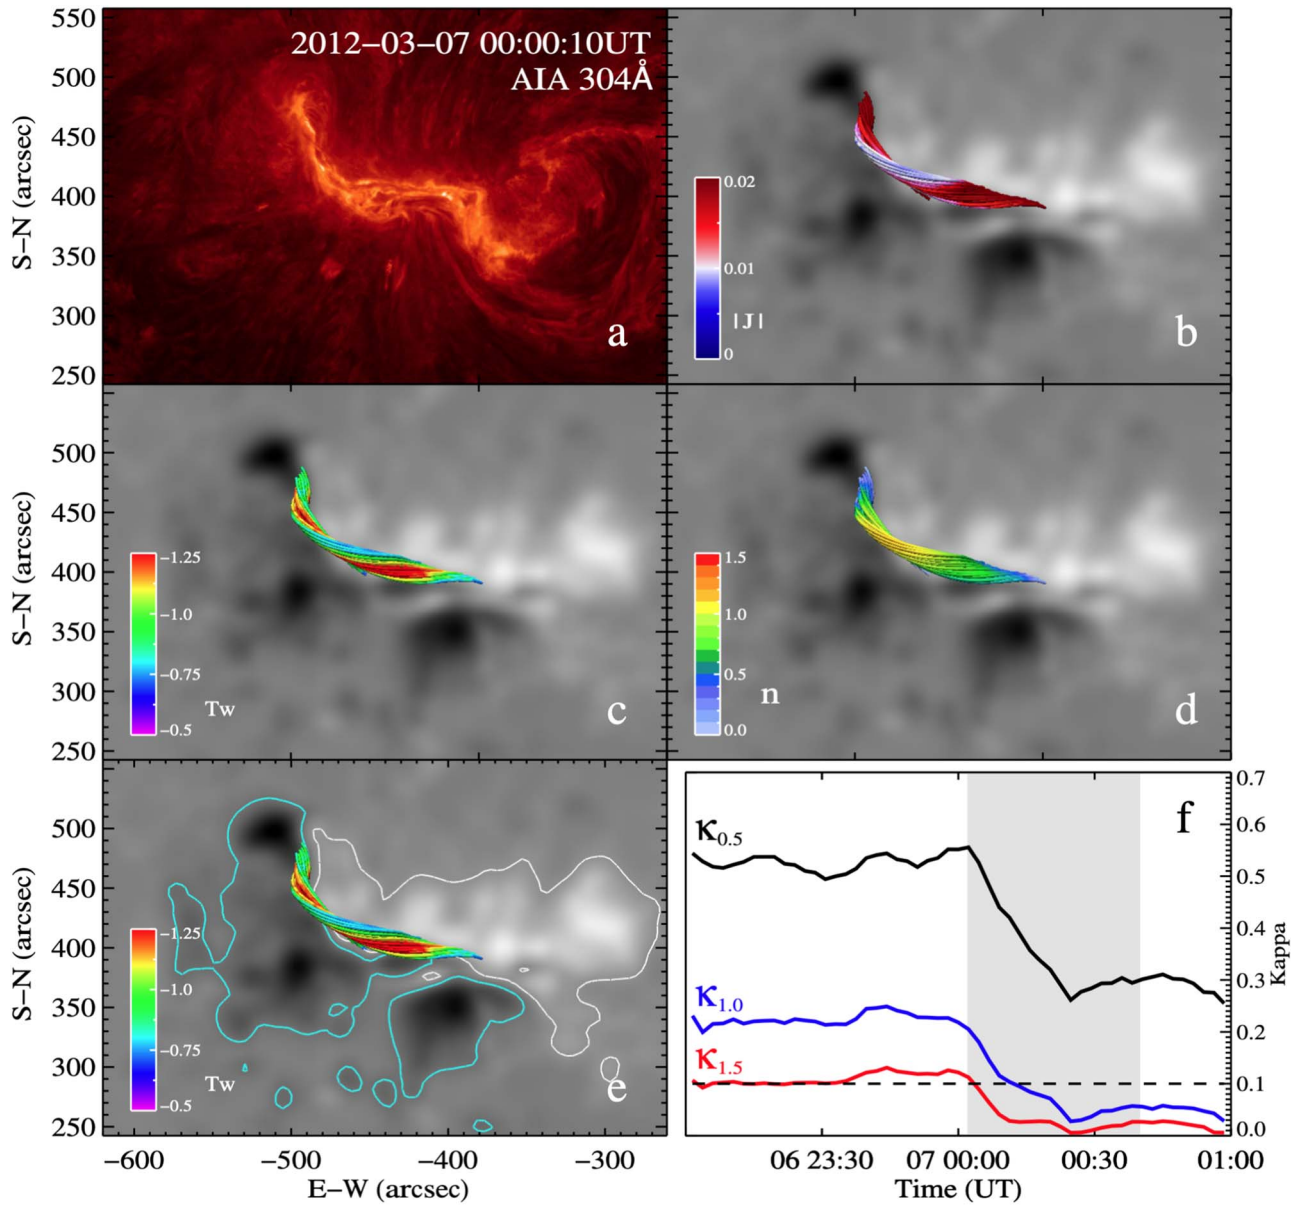 2012−03−07 00:00:10UT
AIA 304Å
550
500
450
400
350
300
250
S−N (arcsec)
a
0.02
0.01
0
|J|
b
500
450
400
350
300
250
S−N (arcsec)
−1.25
−1.0
−0.75
−0.5
Tw
c
1.5
1.0
0.5
0.0
n
d
500
450
400
350
300
250
S−N (arcsec)
−1.25
−1.0
−0.75
−0.5
Tw
e
−600
−500
−400
−300
E−W (arcsec)
f
κ0.5
κ1.0
κ1.5
0.7
0.6
0.5
0.4
0.3
0.2
0.1
0.0
Kappa
06 23:30
07 00:00
00:30
01:00
Time (UT)